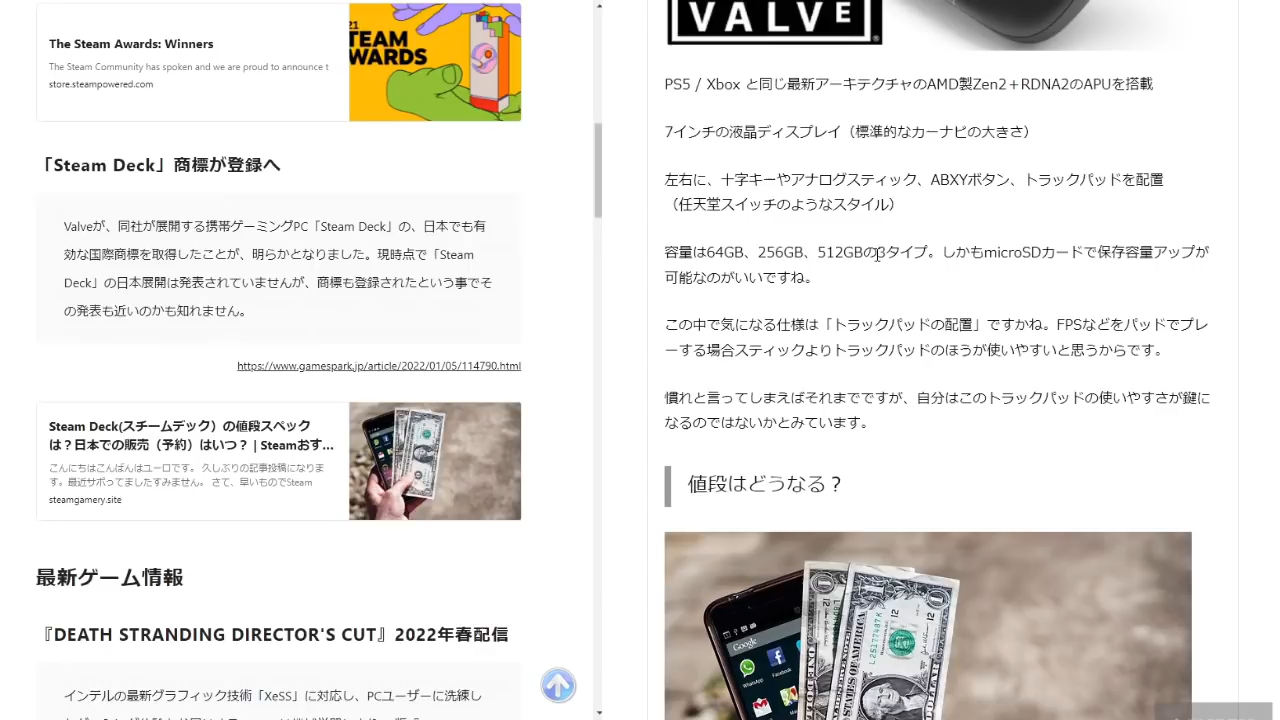 The Steam Awards: Winners
The Steam Community has spoken and we are proud to announce t
store.steampowered.com
21
TEAM
WARDS
「Steam Deck」商標が登録へ
Valveが、同社が展開する携帯ゲーミングPC「Steam Deck」の、日本でも有
効な国際商標を取得したことが、明らかとなりました。現時点で「Steam
Deck」の日本展開は発表されていませんが、商標も登録されたという事でそ
の発表も近いのかも知れません。
https://www.gamespark.jp/article/2022/01/05/114790.html
Steam Deck(スチームデック）の値段スペック
は？日本での販売（予約）はいつ？ | Steamおす...
こんにちはこんばんはユーロです。 久しぶりの記事投稿になりま
す。最近サボってましたすみません。 さて、早いものでSteam
steamgamery.site
最新ゲーム情報
『DEATH STRANDING DIRECTOR'S CUT』2022年春配信
インテルの最新グラフィック技術「XeSS」に対応し、PCユーザーに洗練し
VALVE
PS5 / Xbox と同じ最新アーキテクチャのAMD製Zen2＋RDNA2のAPUを搭載
7インチの液晶ディスプレイ（標準的なカーナビの大きさ）
左右に、十字キーやアナログスティック、ABXYボタン、トラックパッドを配置
（任天堂スイッチのようなスタイル）
容量は64GB、256GB、512GBの3タイプ。しかもmicroSDカードで保存容量アップが
可能なのがいいですね。
この中で気になる仕様は「トラックパッドの配置」ですかね。FPSなどをパッドでプレ
ーする場合スティックよりトラックパッドのほうが使いやすいと思うからです。
慣れと言ってしまえばそれまでですが、自分はこのトラックパッドの使いやすさが鍵に
なるのではないかとみています。
値段はどうなる？
Google
WhatsApp
Facebook
12
L25177487K
12